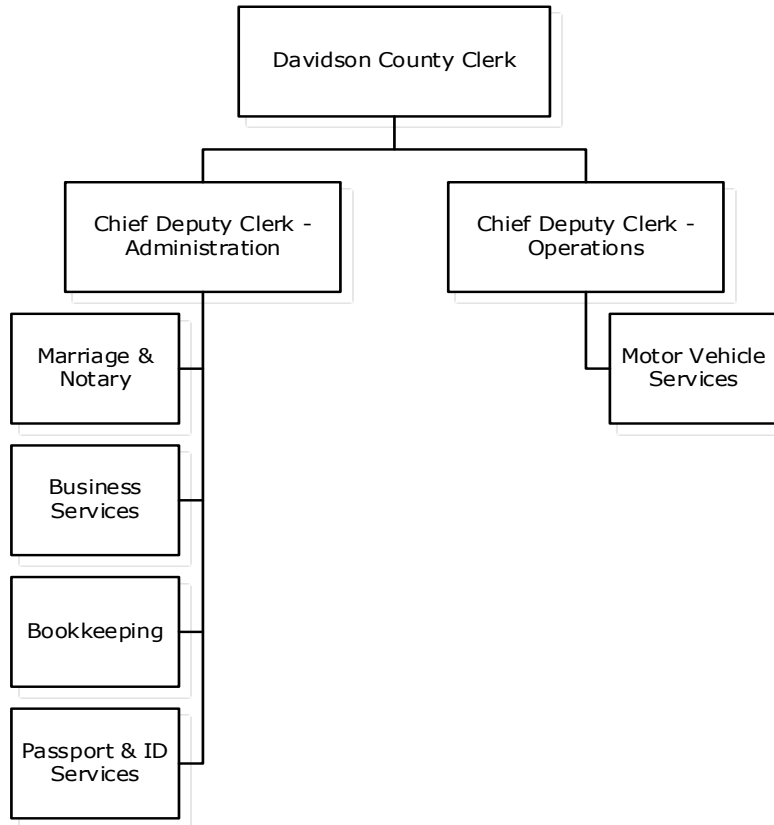 Davidson County Clerk
Chief Deputy Clerk -
Administration
Chief Deputy Clerk -
Operations
Marriage &
Notary
Motor Vehicle
Services
Business
Services
Bookkeeping
Passport & ID
Services